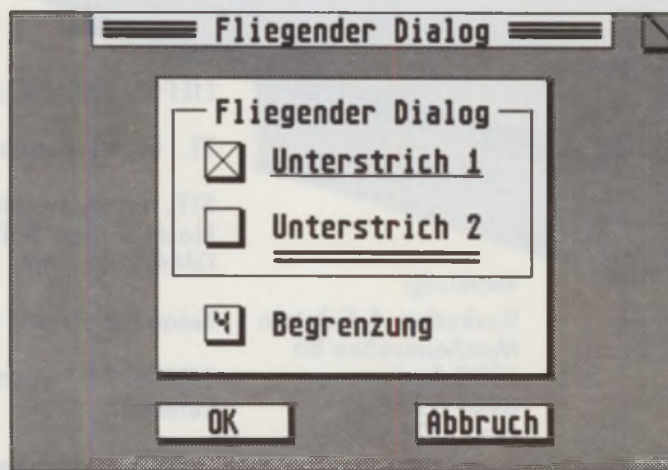 Fliegender Dialog
Fliegender Dialog
Unterstrich 1
Unterstrich 2
Begrenzung
OK
Abbruch